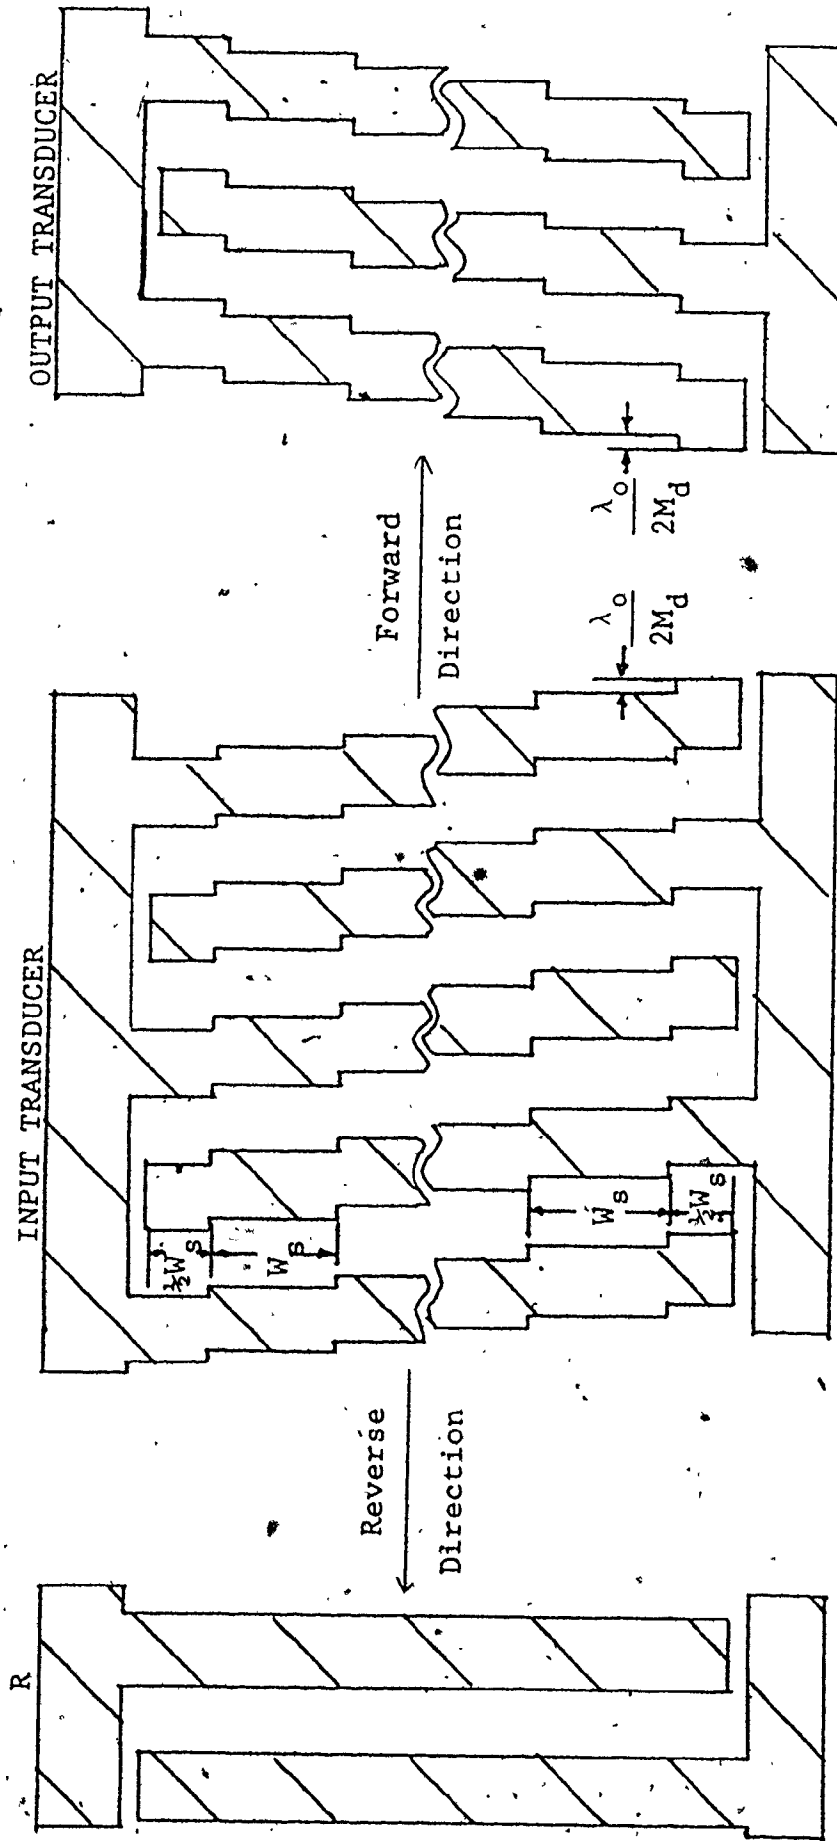 R
INPUT TRANSDUCER
OUTPUT TRANSDUCER
½Ws
Ws
Ws
½Ws
Reverse
Direction
Forward
Direction
λo
2Md
λo
2Md